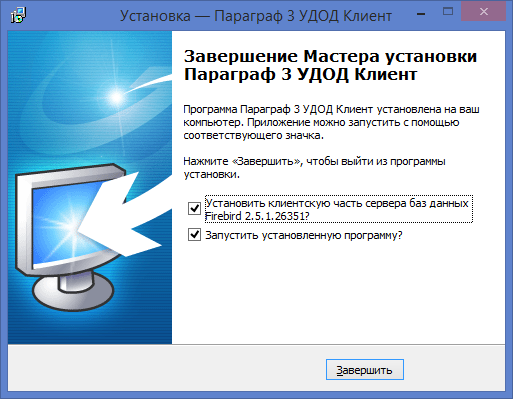 Установка — Параграф 3 УДОД Клиент
Завершение Мастера установки
Параграф 3 УДОД Клиент
Программа Параграф 3 УДОД Клиент установлена на ваш
компьютер. Приложение можно запустить с помощью
соответствующего значка.
Нажмите «Завершить», чтобы выйти из программы
установки.
Установить клиентскую часть сервера баз данных
Firebird 2.5.1.26351?
Запустить установленную программу?
Завершить